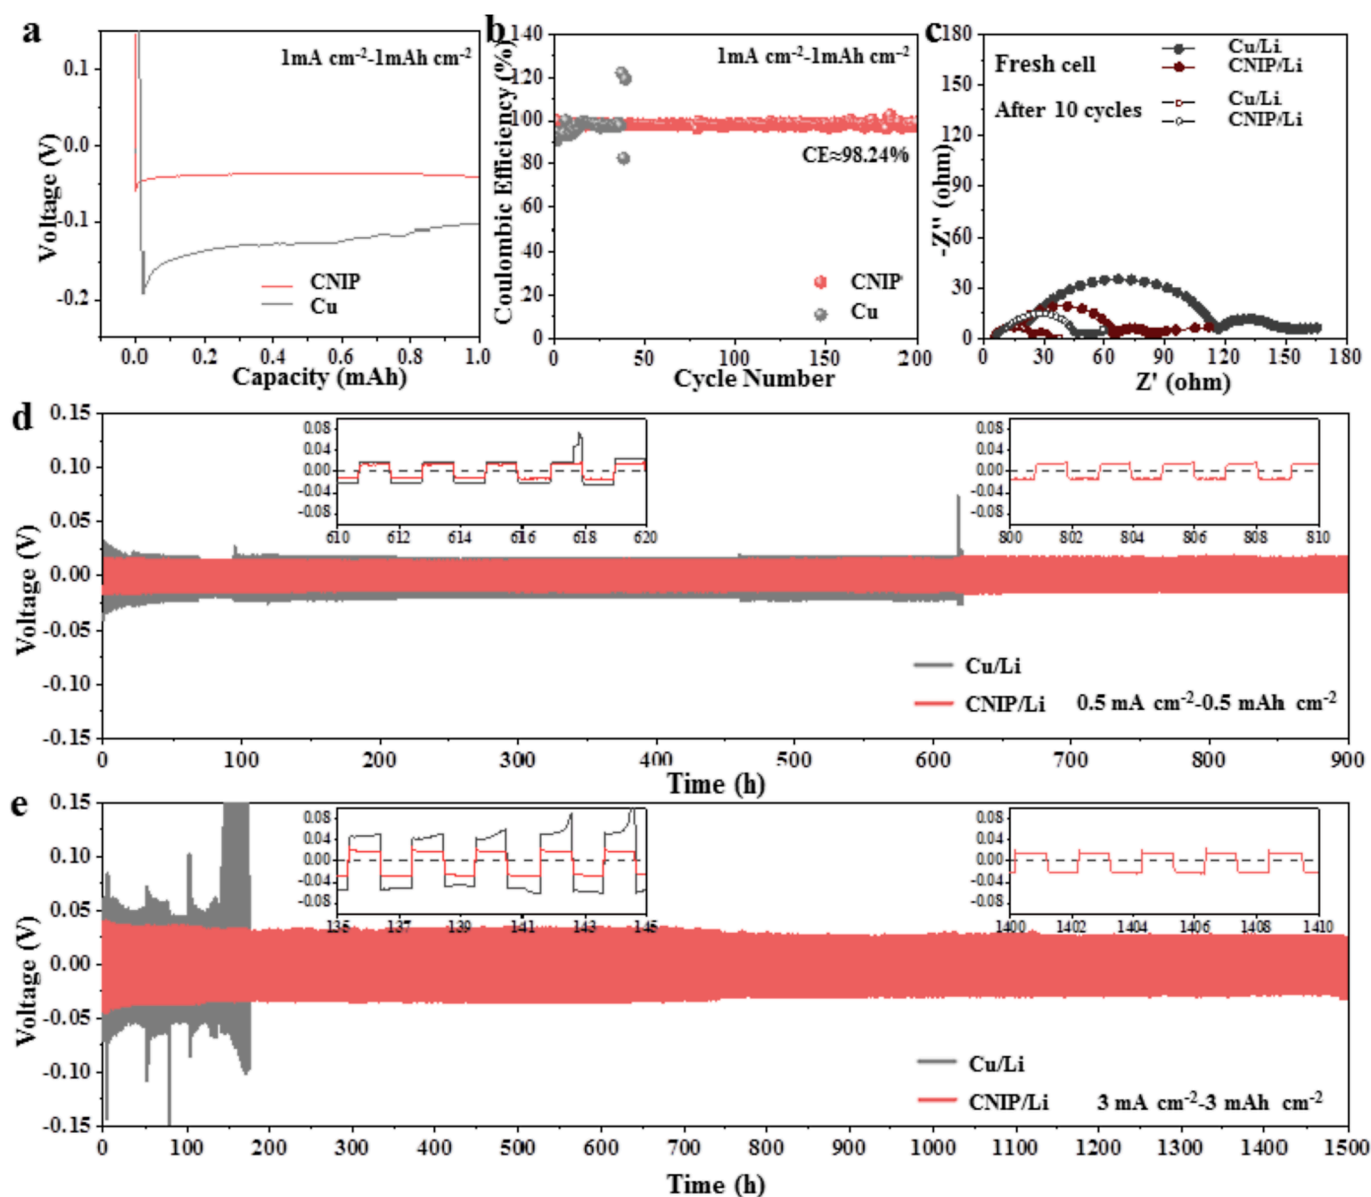 a
1mA cm⁻²-1mAh cm⁻²
0.1
0.0
-0.1
-0.2
Voltage (V)
CNIP
Cu
0.0 0.2 0.4 0.6 0.8 1.0
Capacity (mAh)
b
1mA cm⁻²-1mAh cm⁻²
140
120
100
80
60
40
20
0
Coulombic Efficiency (%)
CE≈98.24%
CNIP
Cu
0 50 100 150 200
Cycle Number
c
180
150
120
90
60
30
0
-Z'' (ohm)
Fresh cell
Cu/Li
CNIP/Li
After 10 cycles
Cu/Li
CNIP/Li
0 30 60 90 120 150 180
Z' (ohm)
d
0.15
0.10
0.05
0.00
-0.05
-0.10
-0.15
Voltage (V)
0.08
0.04
0.00
-0.04
-0.08
610 612 614 616 618 620
0.08
0.04
0.00
-0.04
-0.08
800 802 804 806 808 810
Cu/Li
CNIP/Li 0.5 mA cm⁻²-0.5 mAh cm⁻²
0 100 200 300 400 500 600 700 800 900
Time (h)
e
0.15
0.10
0.05
0.00
-0.05
-0.10
-0.15
Voltage (V)
0.08
0.04
0.00
-0.04
-0.08
135 137 139 141 143 145
0.08
0.04
0.00
-0.04
-0.08
1400 1402 1404 1406 1408 1410
Cu/Li
CNIP/Li 3 mA cm⁻²-3 mAh cm⁻²
0 100 200 300 400 500 600 700 800 900 1000 1100 1200 1300 1400 1500
Time (h)